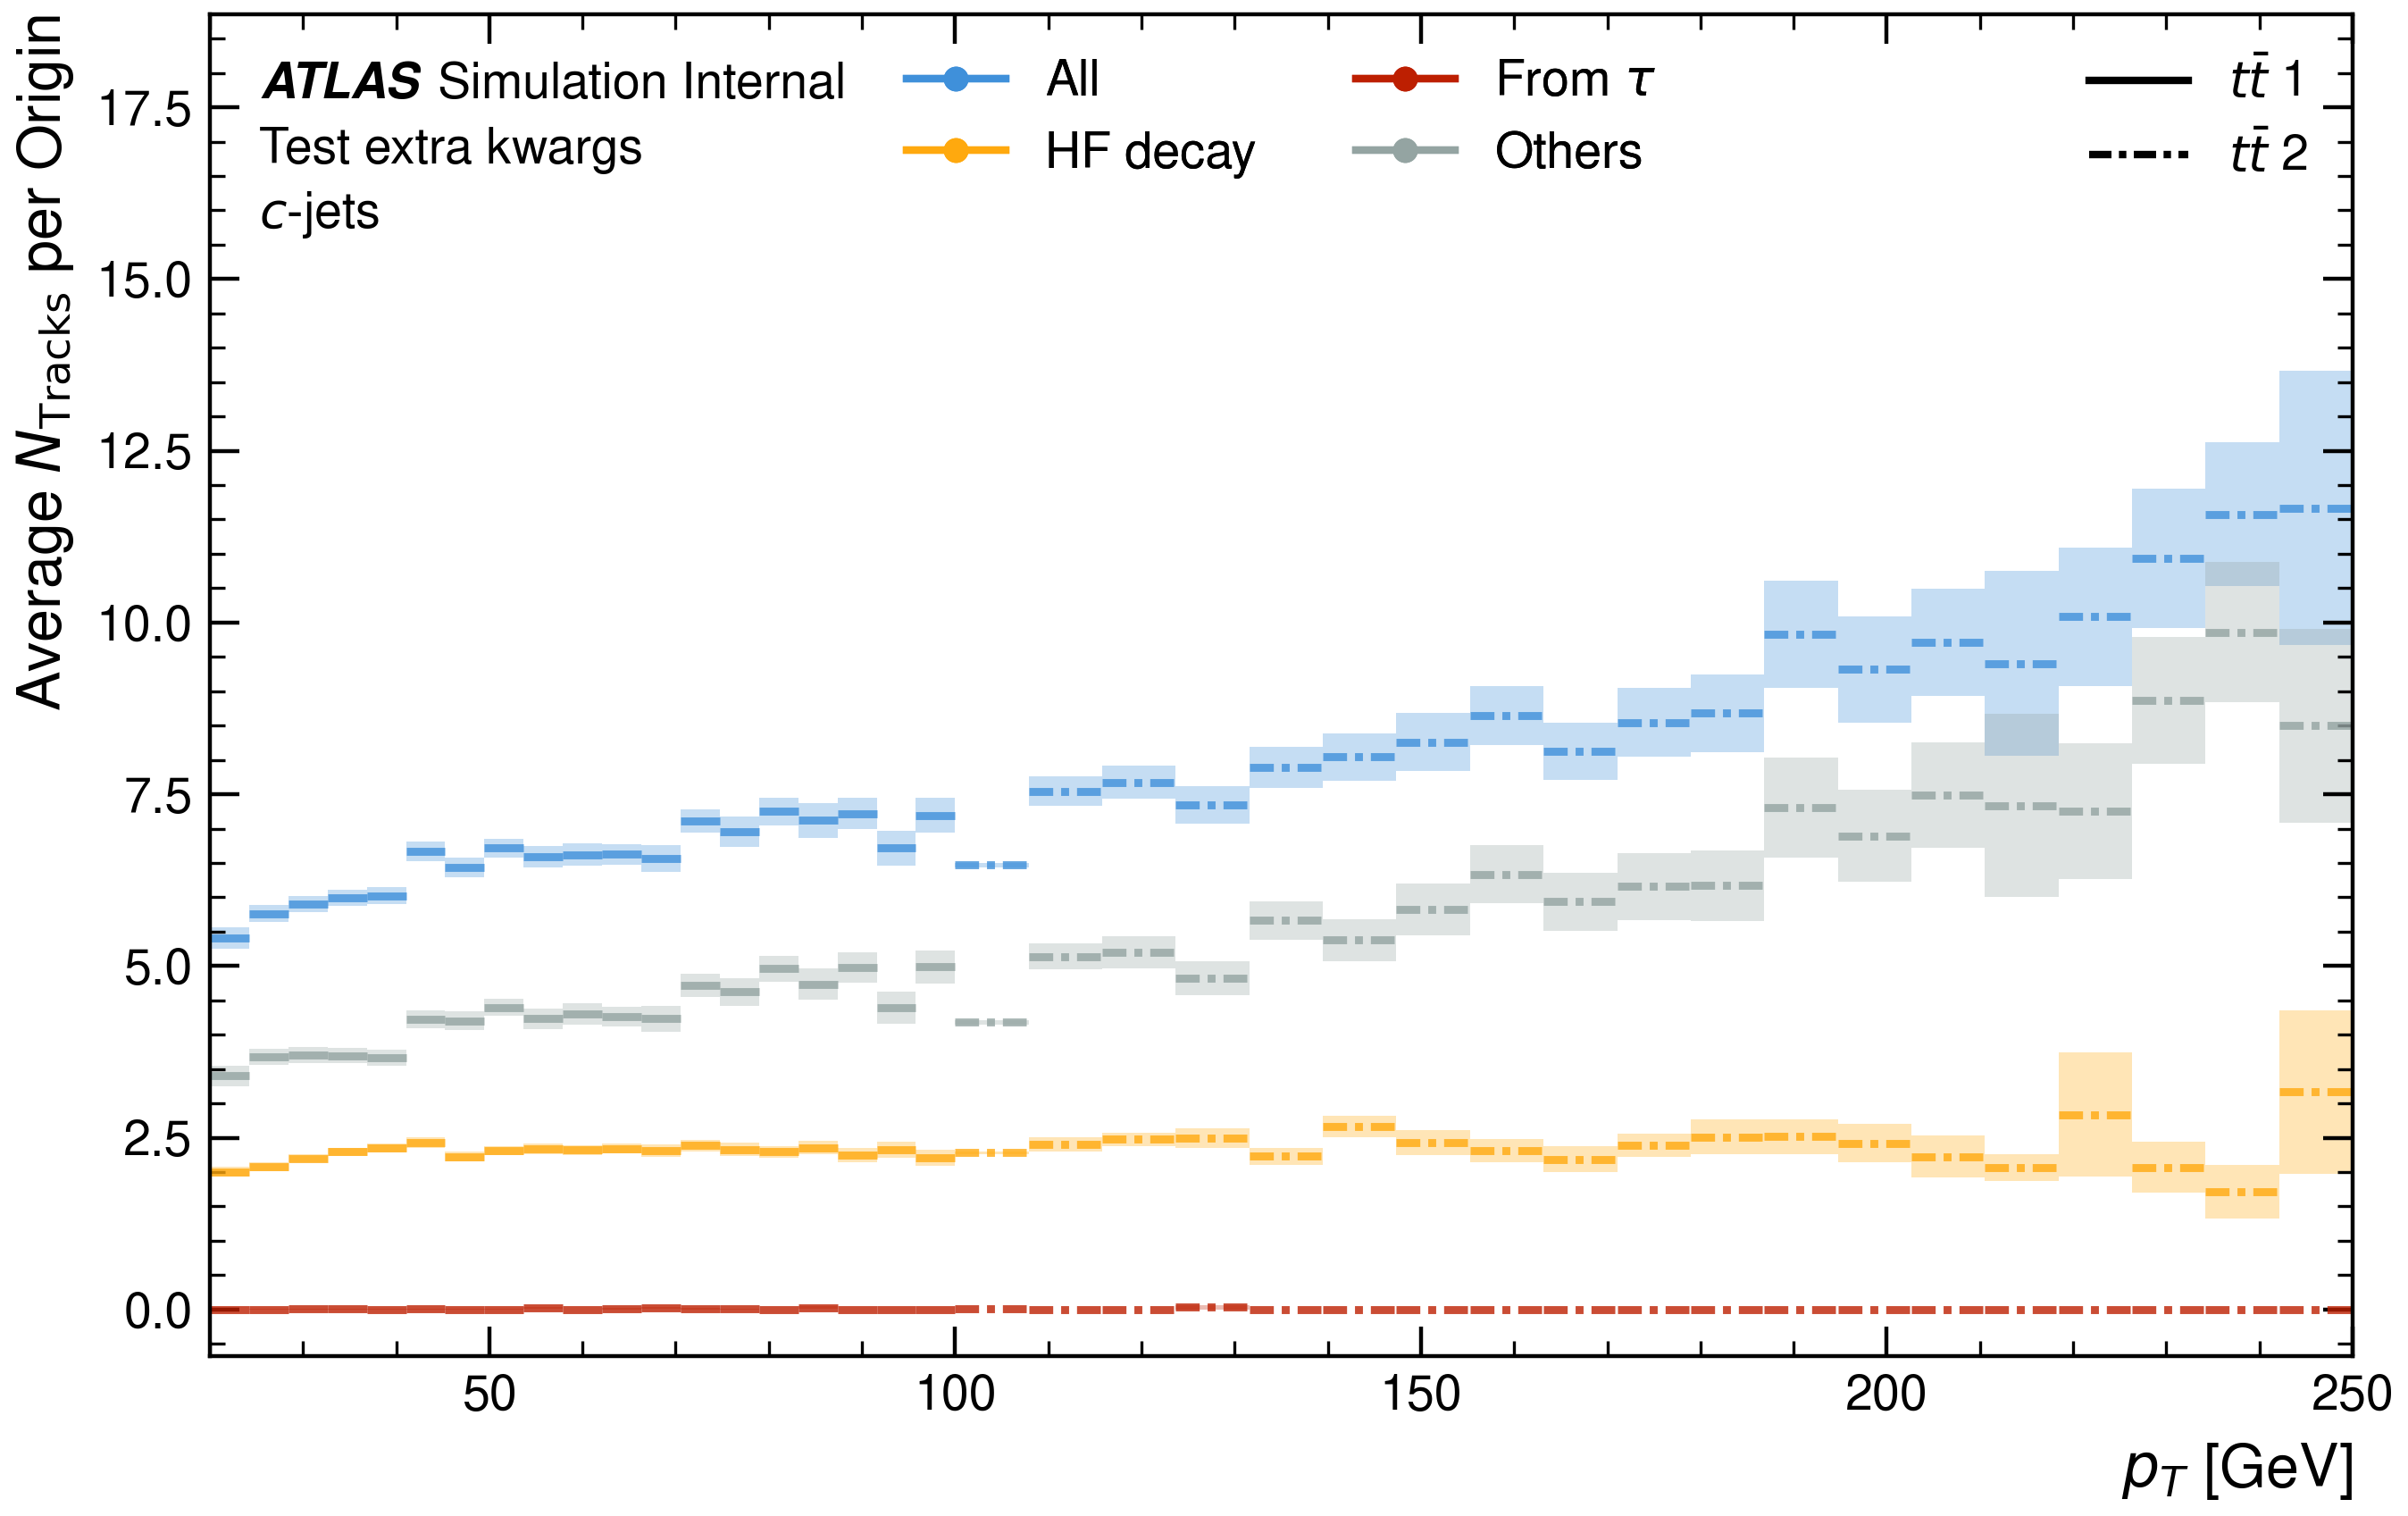 Average N_Tracks per Origin
17.5
15.0
12.5
10.0
7.5
5.0
2.5
0.0
ATLAS Simulation Internal
Test extra kwargs
c-jets
All
HF decay
From τ
Others
tt̄ 1
tt̄ 2
50 100 150 200 250
p_T [GeV]